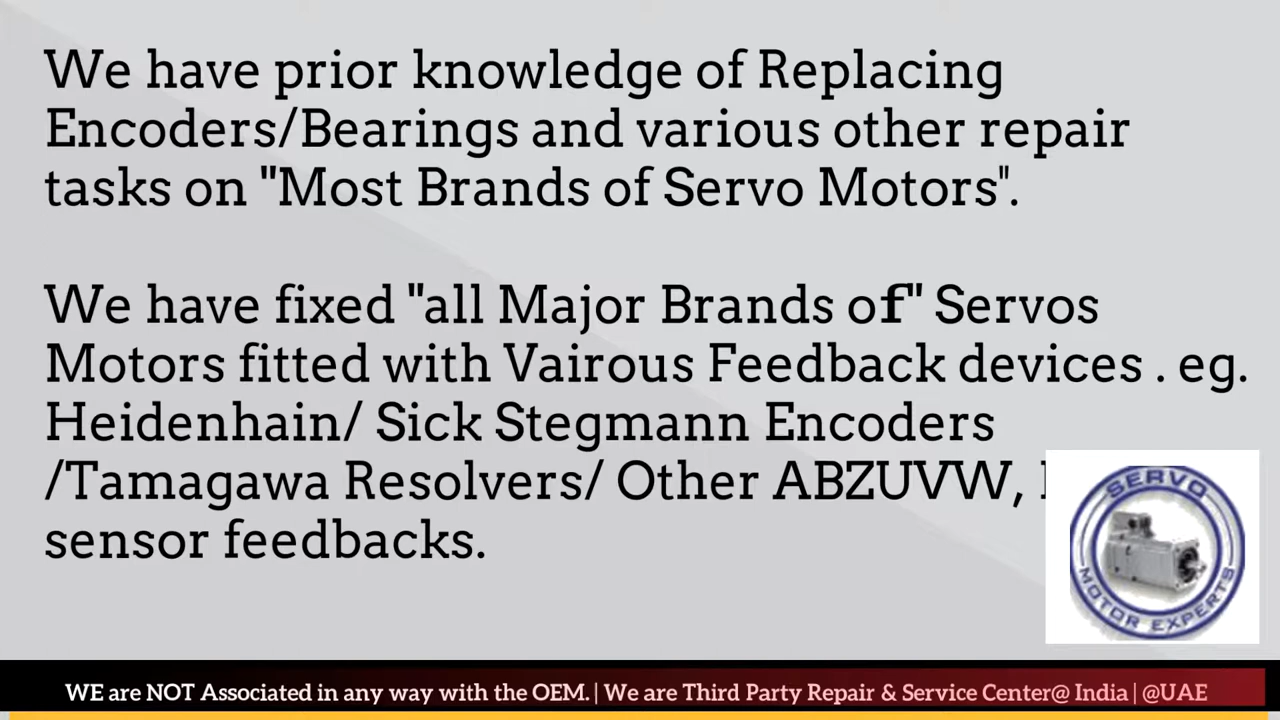 We have prior knowledge of Replacing
Encoders/Bearings and various other repair
tasks on "Most Brands of Servo Motors".
We have fixed "all Major Brands of" Servos
Motors fitted with Vairous Feedback devices . eg.
Heidenhain/ Sick Stegmann Encoders
/Tamagawa Resolvers/ Other ABZUVW,
sensor feedbacks.
SERVO
MOTOR EXPERTS
WE are NOT Associated in any way with the OEM. | We are Third Party Repair & Service Center@ India | @UAE